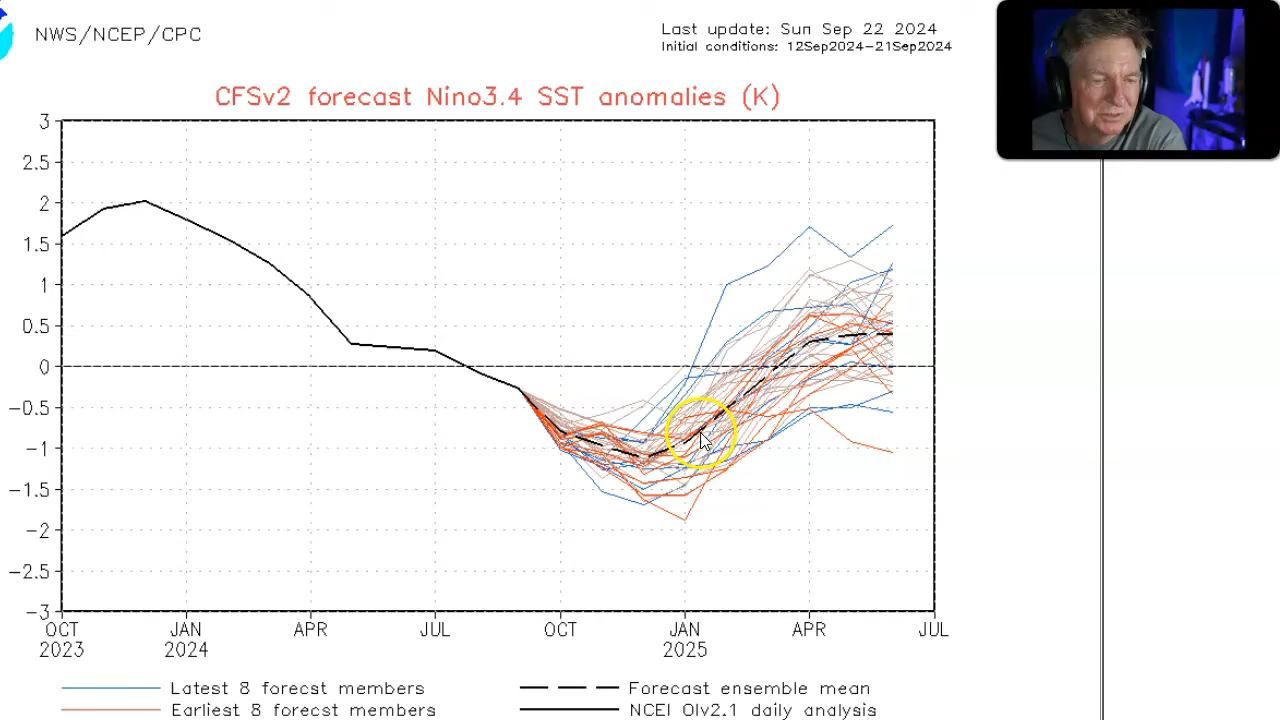 NWS/NCEP/CPC
Last update: Sun Sep 22 2024
Initial conditions: 12Sep2024-21Sep2024
CFSv2 forecast Nino3.4 SST anomalies (K)
3
2.5
2
1.5
1
0.5
0
-0.5
-1
-1.5
-2
-2.5
-3
OCT JAN APR JUL OCT JAN APR JUL
2023 2024 2025
Latest 8 forecst members
Forecast ensemble mean
Earliest 8 forecst members
NCEI OIv2.1 daily analysis